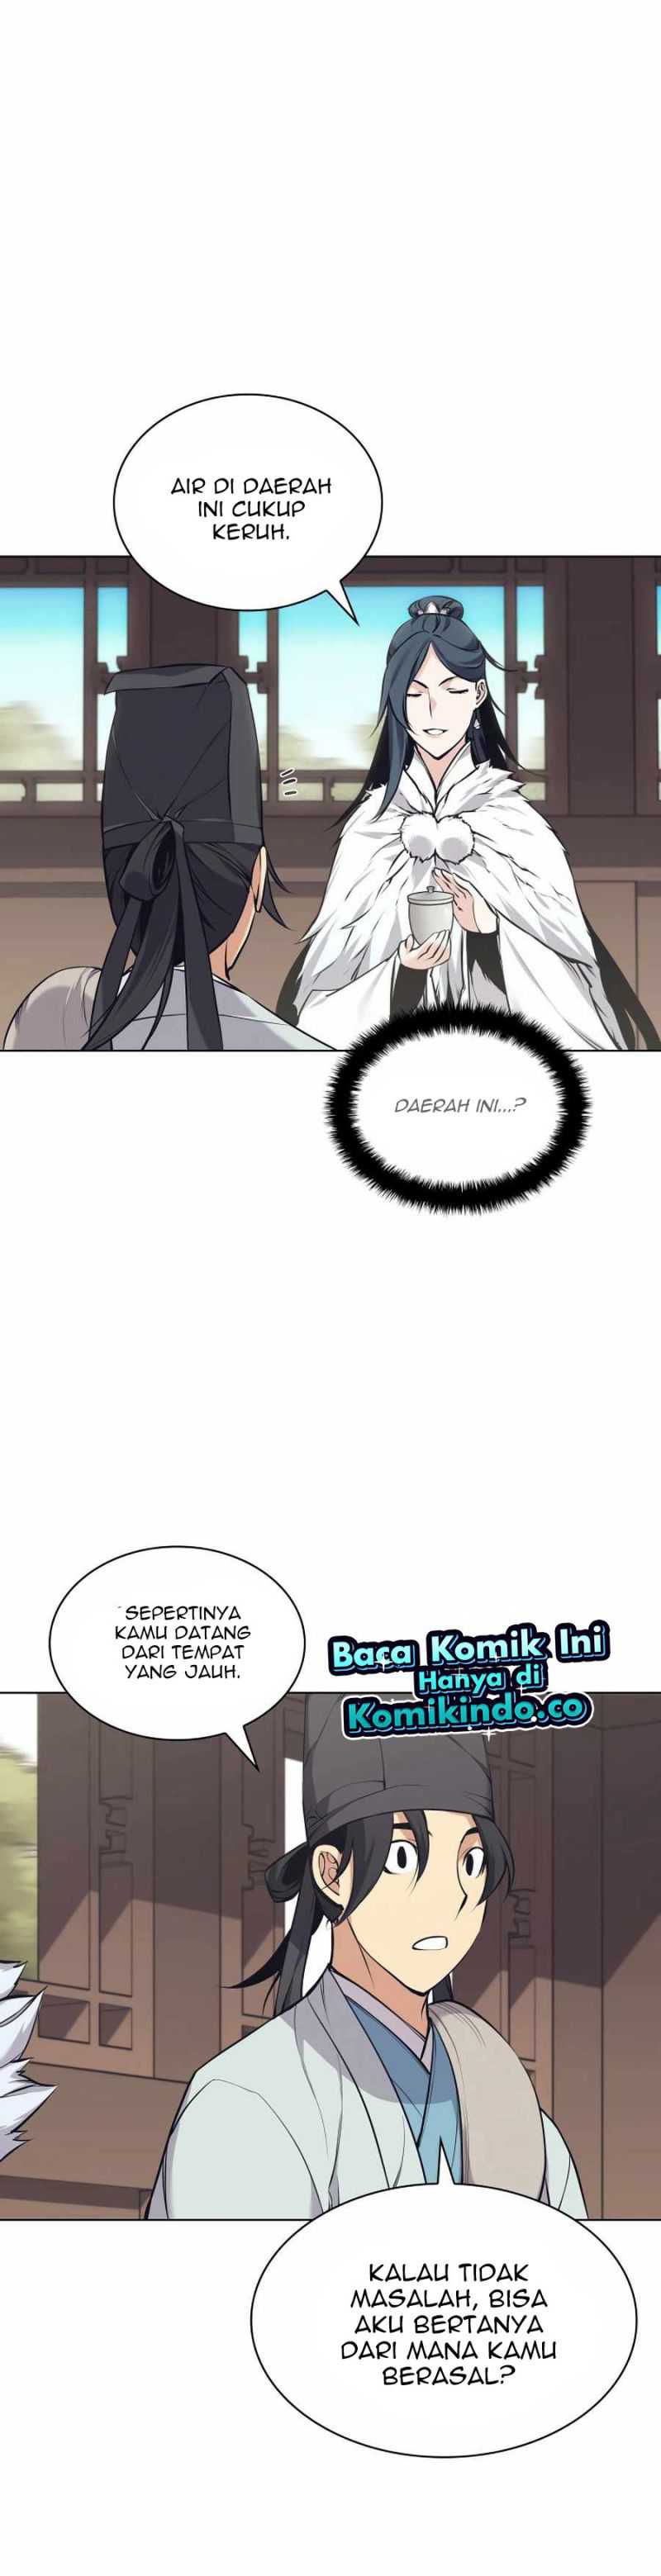 AIR DI DAERAH
INI CUKUP
KERUH.
DAERAH INI...?
SEPERTINYA
KAMU DATANG
DARI TEMPAT
YANG JAUH.
Baca Komik Ini
Hanya di
Komikindo.co
KALAU TIDAK
MASALAH, BISA
AKU BERTANYA
DARI MANA KAMU
BERASAL?